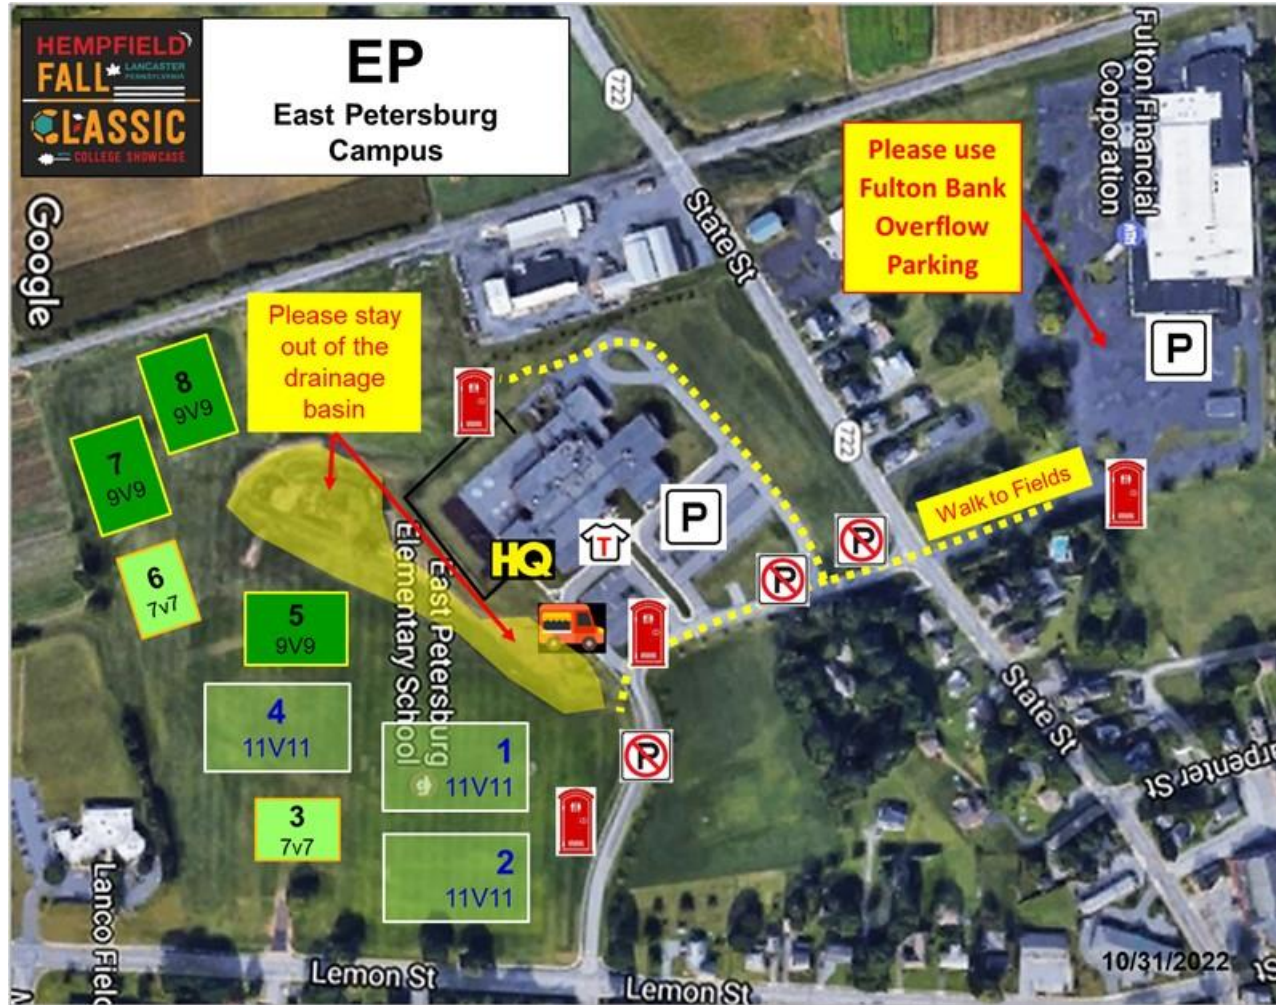 HEMPFIELD
FALL
LANCASTER
PENNSYLVANIA
CLASSIC
COLLEGE SHOWCASE
EP
East Petersburg
Campus
Google
722
State St
Fulton Financial
Corporation
ATM
Please use
Fulton Bank
Overflow
Parking
P
Please stay
out of the
drainage
basin
8
9V9
7
9V9
6
7v7
5
9V9
4
11V11
3
7v7
1
11V11
2
11V11
East Petersburg
Elementary School
HQ
T
P
722
Walk to Fields
P
P
P
State St
arpenter St
Lanco Field
Lemon St
Lemon St
St
10/31/2022